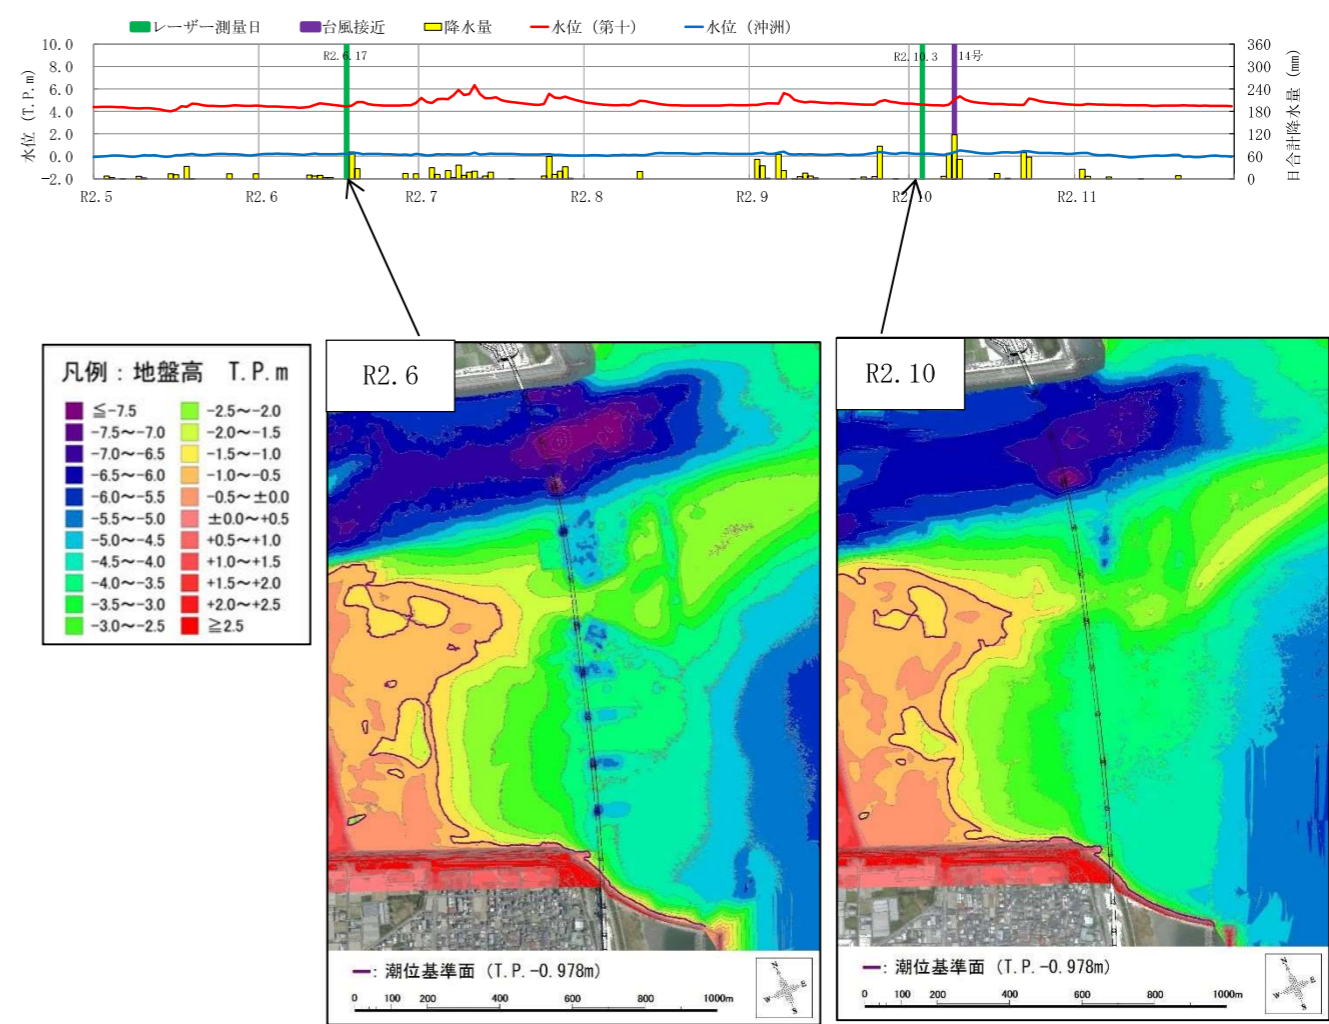 レーザー測量日 台風接近 降水量 水位（第十） 水位（沖洲）
水位（T.P.m）
10.0
8.0
6.0
4.0
2.0
0.0
-2.0
R2.6.17
R2.10.3
14号
360
300
240
180
120
60
0
日合計降水量（mm）
R2.5 R2.6 R2.7 R2.8 R2.9 R2.10 R2.11
凡例：地盤高 T.P.m
≦-7.5
-7.5～-7.0
-7.0～-6.5
-6.5～-6.0
-6.0～-5.5
-5.5～-5.0
-5.0～-4.5
-4.5～-4.0
-4.0～-3.5
-3.5～-3.0
-3.0～-2.5
-2.5～-2.0
-2.0～-1.5
-1.5～-1.0
-1.0～-0.5
-0.5～±0.0
±0.0～+0.5
+0.5～+1.0
+1.0～+1.5
+1.5～+2.0
+2.0～+2.5
≧2.5
R2.6
：潮位基準面（T.P.-0.978m）
0 100 200 400 600 800 1000m
N
E
W
S
R2.10
：潮位基準面（T.P.-0.978m）
0 100 200 400 600 800 1000m
N
E
W
S